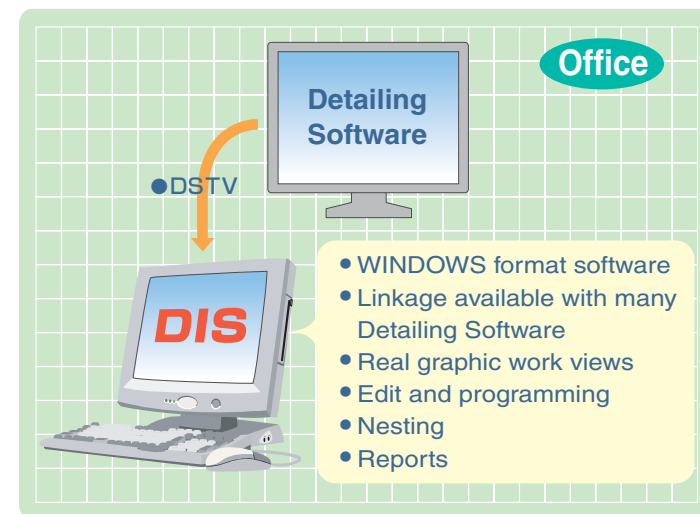 Office
Detailing
Software
●DSTV
DIS
● WINDOWS format software
● Linkage available with many
Detailing Software
● Real graphic work views
● Edit and programming
● Nesting
● Reports